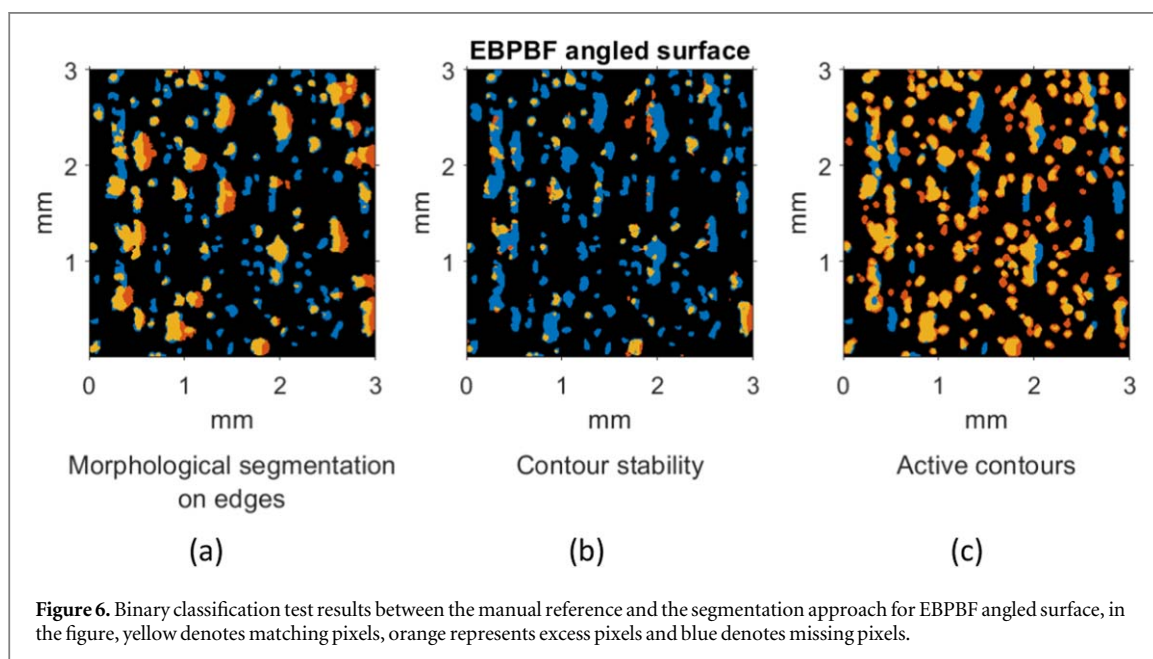 EBPBF angled surface
3
2
1
mm
0 1 2 3
mm
Morphological segmentation
on edges
(a)
3
2
1
mm
0 1 2 3
mm
Contour stability
(b)
3
2
1
mm
0 1 2 3
mm
Active contours
(c)
Figure 6. Binary classification test results between the manual reference and the segmentation approach for EBPBF angled surface, in
the figure, yellow denotes matching pixels, orange represents excess pixels and blue denotes missing pixels.